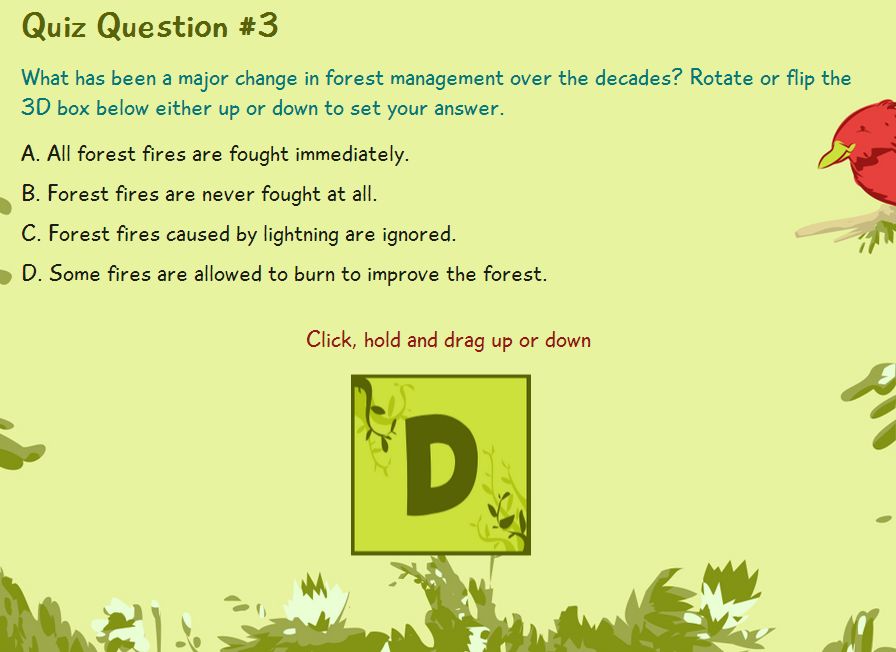 Quiz Question #3
What has been a major change in forest management over the decades? Rotate or flip the
3D box below either up or down to set your answer.
A. All forest fires are fought immediately.
B. Forest fires are never fought at all.
C. Forest fires caused by lightning are ignored.
D. Some fires are allowed to burn to improve the forest.
Click, hold and drag up or down
D